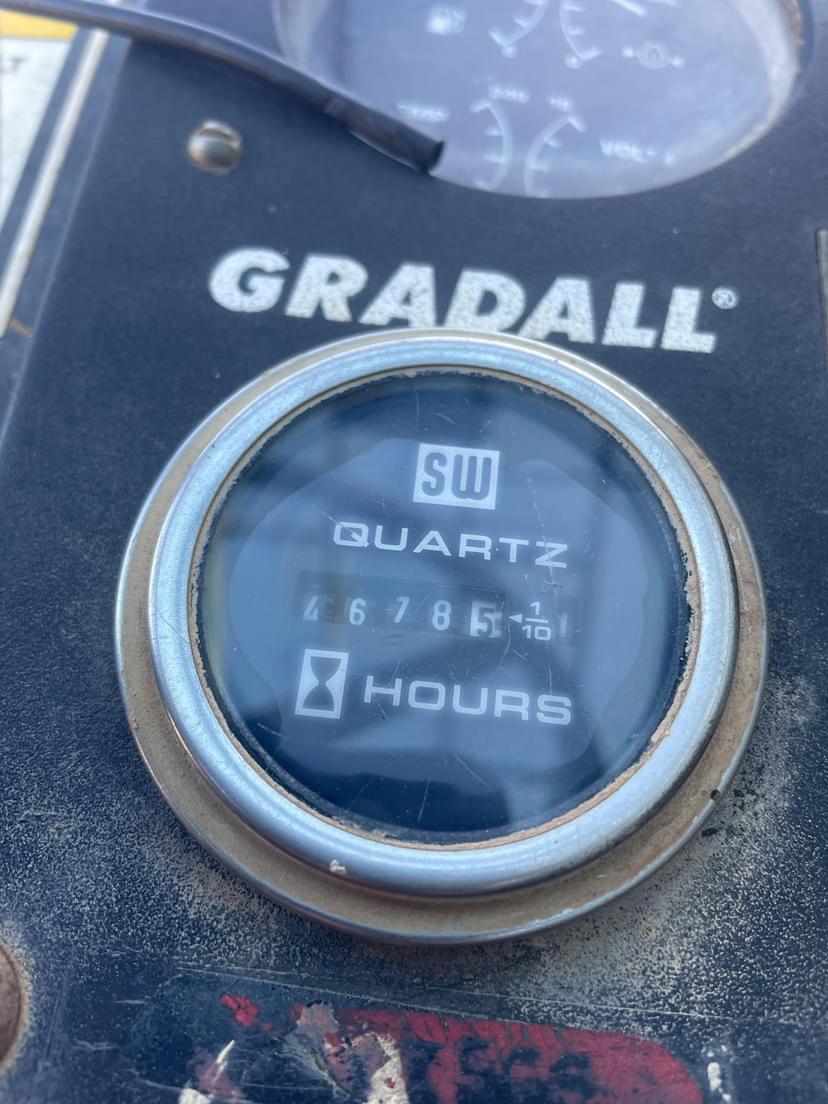 GRADALL®
SW
QUARTZ
46785 ◄ 1/10
HOURS